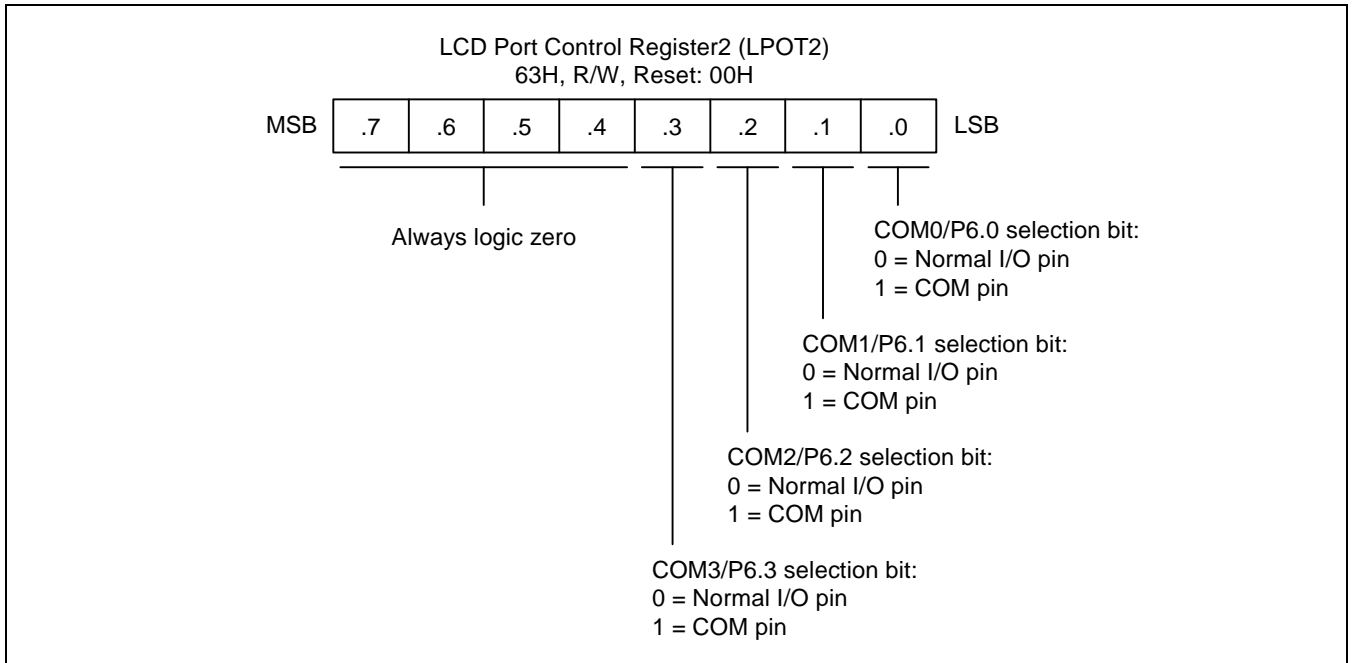 LCD Port Control Register2 (LPOT2)
63H, R/W, Reset: 00H
MSB .7 .6 .5 .4 .3 .2 .1 .0 LSB
Always logic zero
COM0/P6.0 selection bit:
0 = Normal I/O pin
1 = COM pin
COM1/P6.1 selection bit:
0 = Normal I/O pin
1 = COM pin
COM2/P6.2 selection bit:
0 = Normal I/O pin
1 = COM pin
COM3/P6.3 selection bit:
0 = Normal I/O pin
1 = COM pin